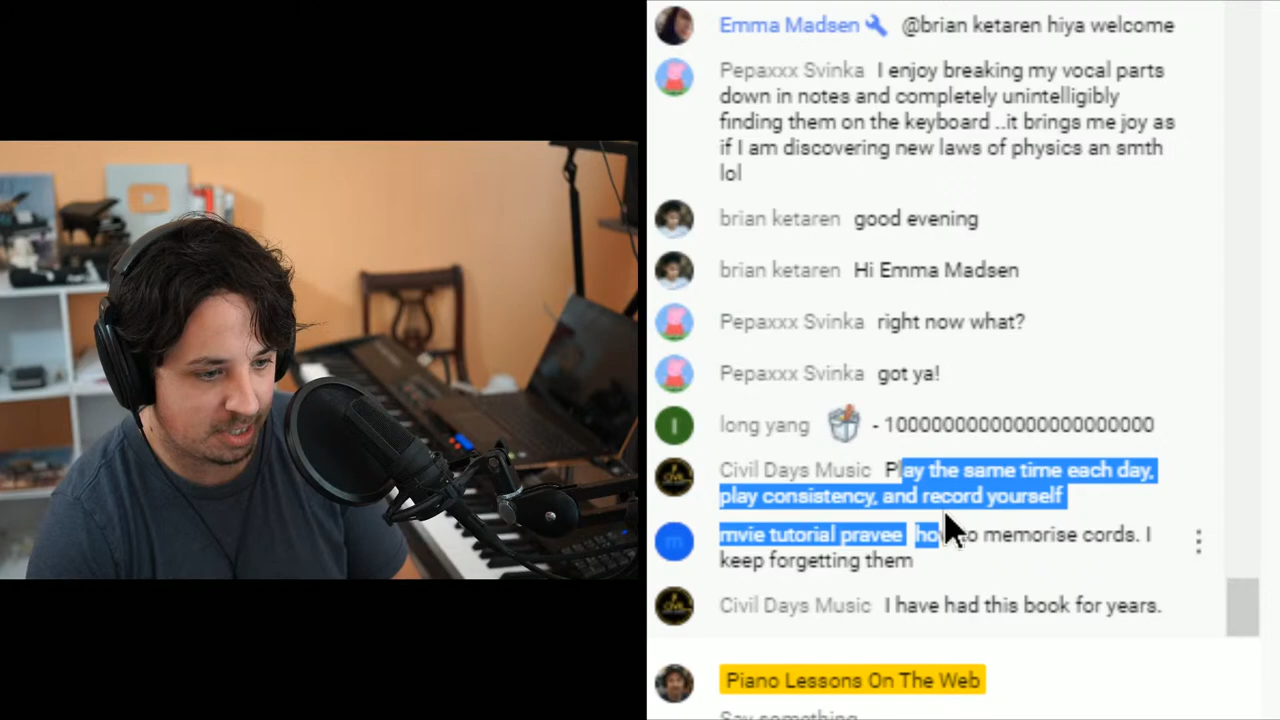 Emma Madsen @brian ketaren hiya welcome
Pepaxxx Svinka I enjoy breaking my vocal parts
down in notes and completely unintelligibly
finding them on the keyboard ..it brings me joy as
if I am discovering new laws of physics an smth
lol
brian ketaren good evening
brian ketaren Hi Emma Madsen
Pepaxxx Svinka right now what?
Pepaxxx Svinka got ya!
long yang - 10000000000000000000000
Civil Days Music Play the same time each day,
play consistency, and record yourself
mvie tutorial pravee how to memorise cords. I
keep forgetting them
Civil Days Music I have had this book for years.
Piano Lessons On The Web
Say something